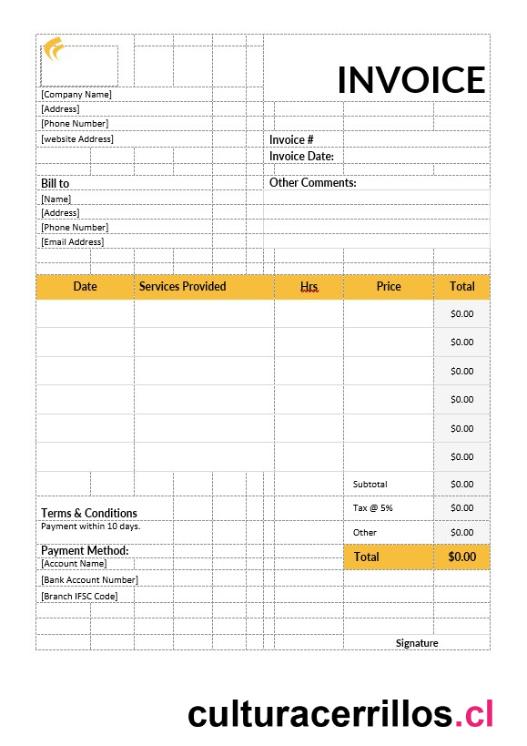 INVOICE
[Company Name]
[Address]
[Phone Number]
[website Address]
Invoice #
Invoice Date:
Bill to
Other Comments:
[Name]
[Address]
[Phone Number]
[Email Address]
Date Services Provided Hrs Price Total
$0.00
$0.00
$0.00
$0.00
$0.00
$0.00
Subtotal $0.00
Tax @ 5% $0.00
Terms & Conditions
Payment within 10 days.
Other $0.00
Payment Method:
Total $0.00
[Account Name]
[Bank Account Number]
[Branch IFSC Code]
Signature
culturacerrillos.cl